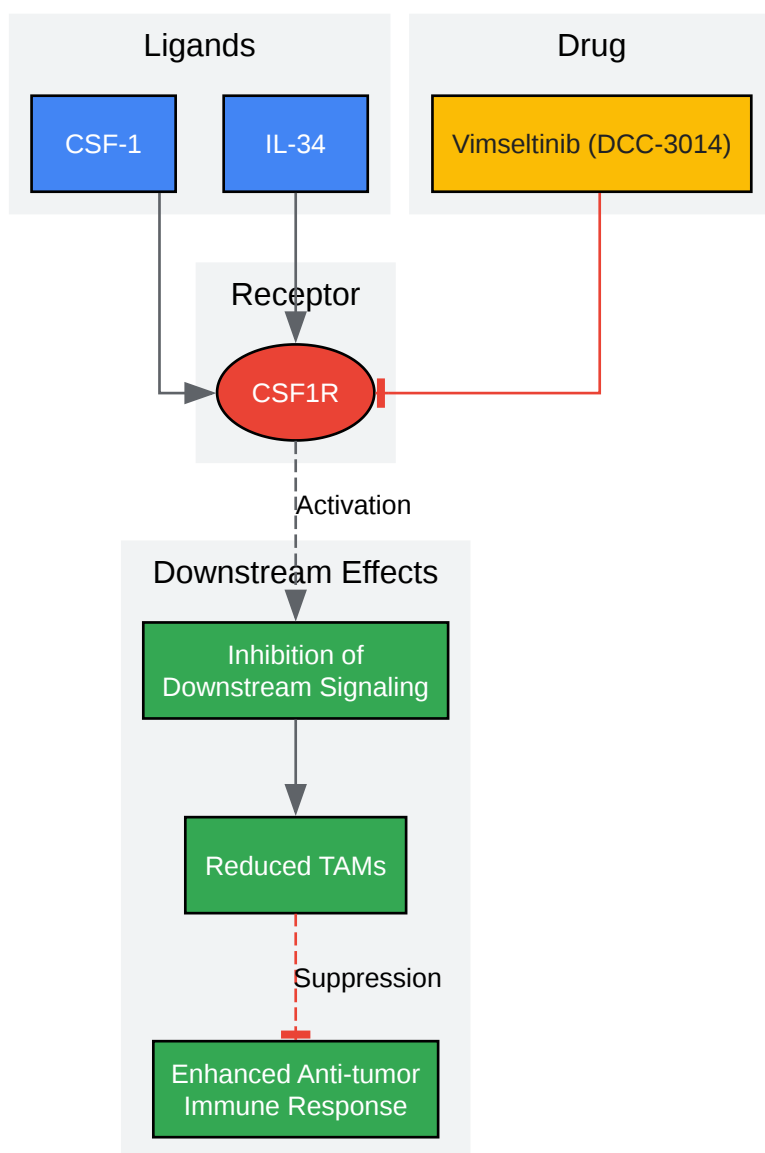 Ligands
Drug
CSF-1
IL-34
Vimseltinib (DCC-3014)
Receptor
CSF1R
Activation
Downstream Effects
Inhibition of
Downstream Signaling
Reduced TAMs
Suppression
Enhanced Anti-tumor
Immune Response